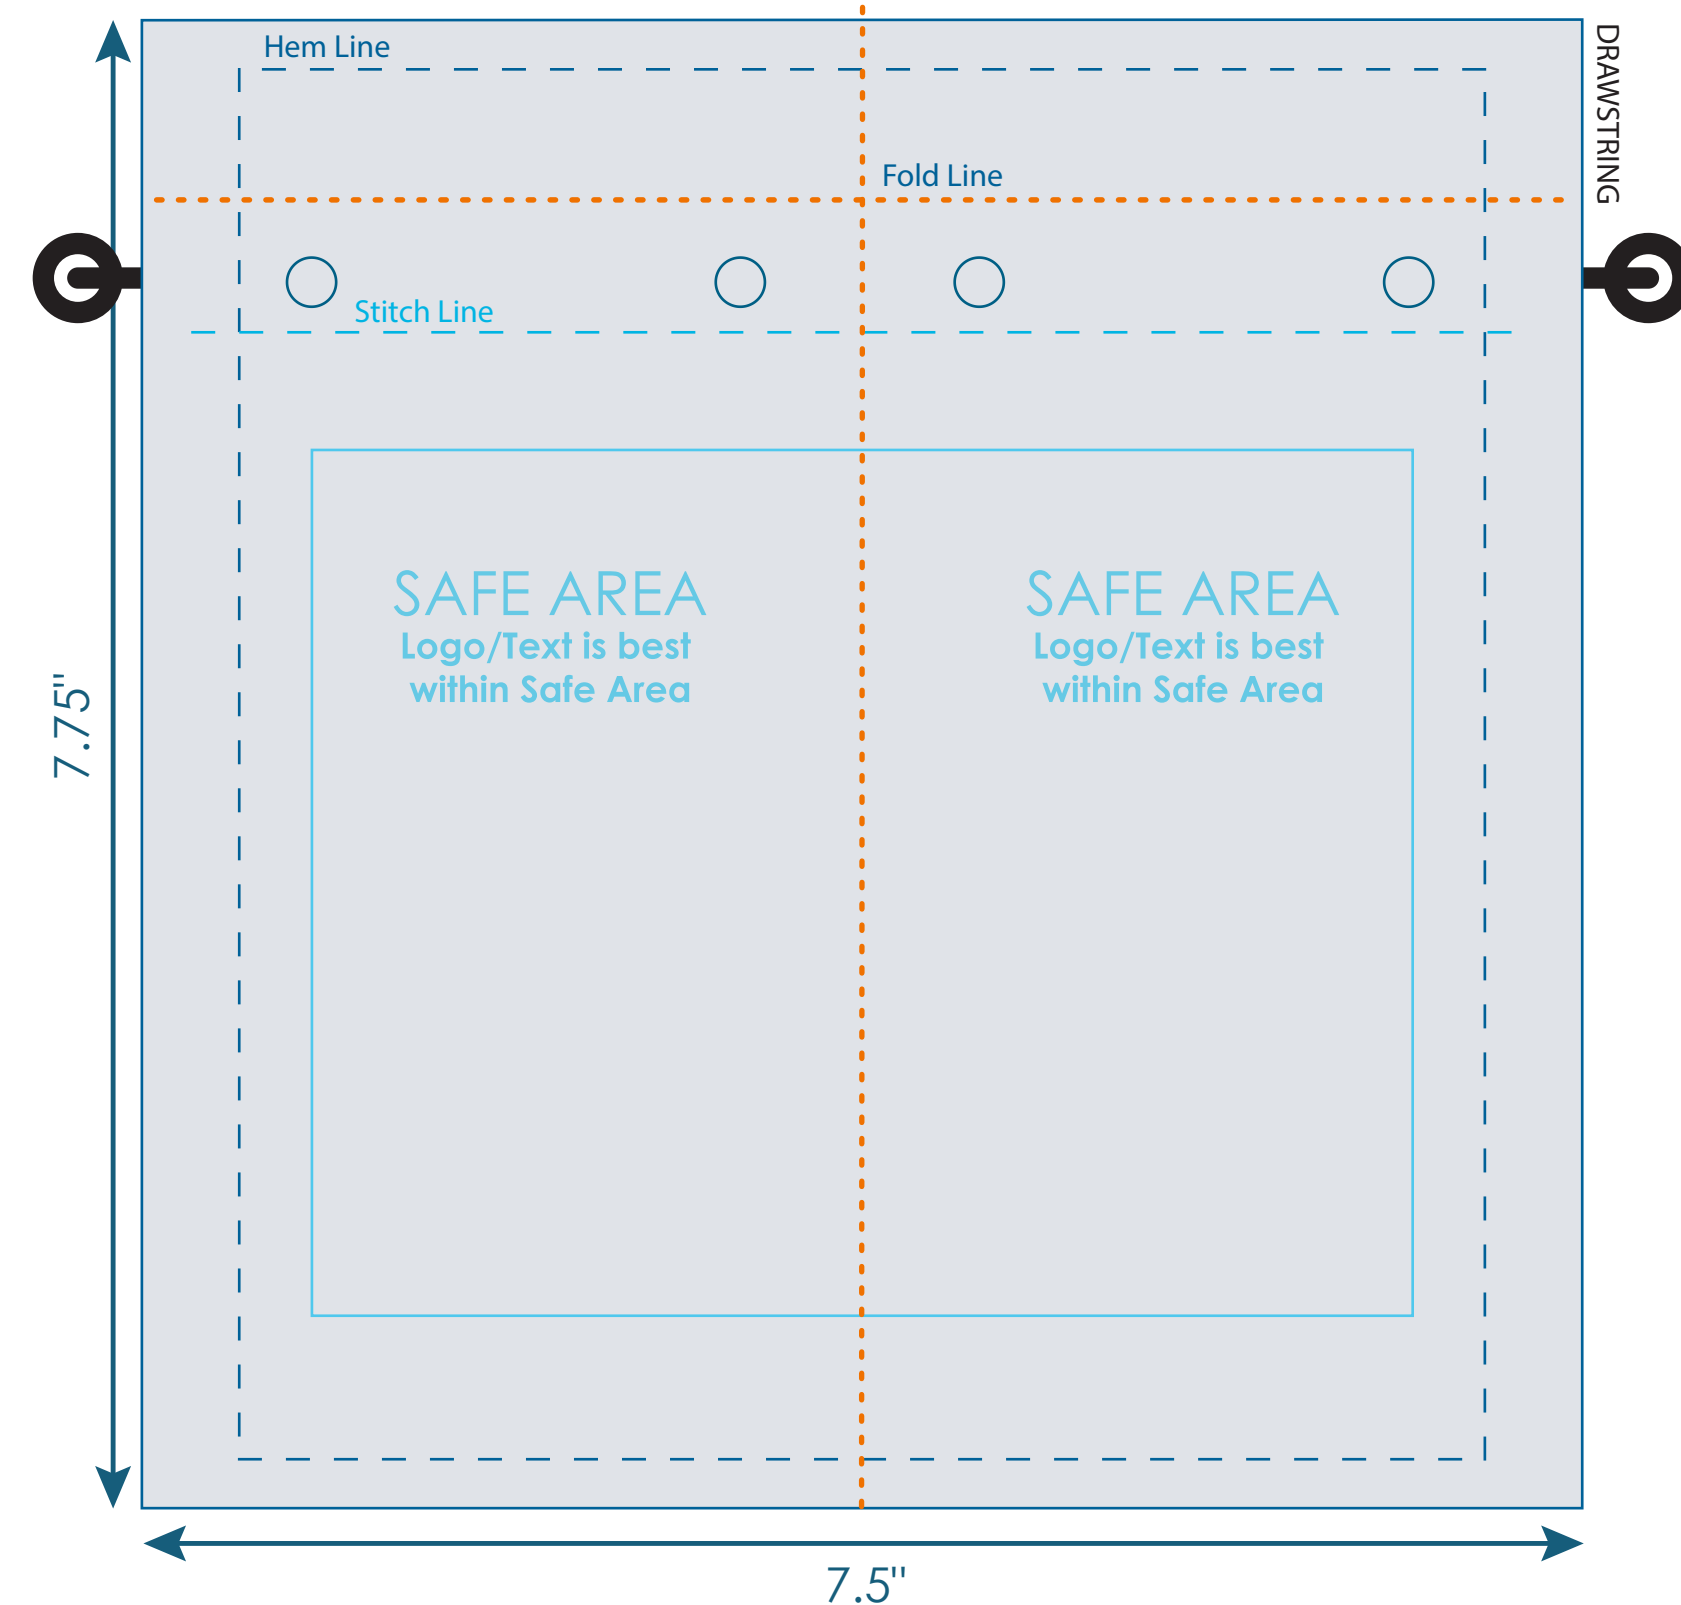 Hem Line
DRAWSTRING
Fold Line
Stitch Line
SAFE AREA
Logo/Text is best
within Safe Area
SAFE AREA
Logo/Text is best
within Safe Area
7.75"
7.5"